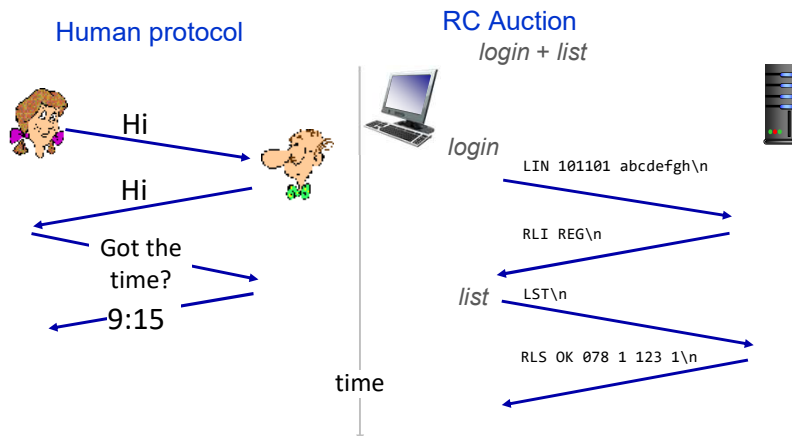 Human protocol
Hi
Hi
Got the
time?
9:15
time
RC Auction
login + list
login
LIN 101101 abcdefgh\n
RLI REG\n
list
LST\n
RLS OK 078 1 123 1\n